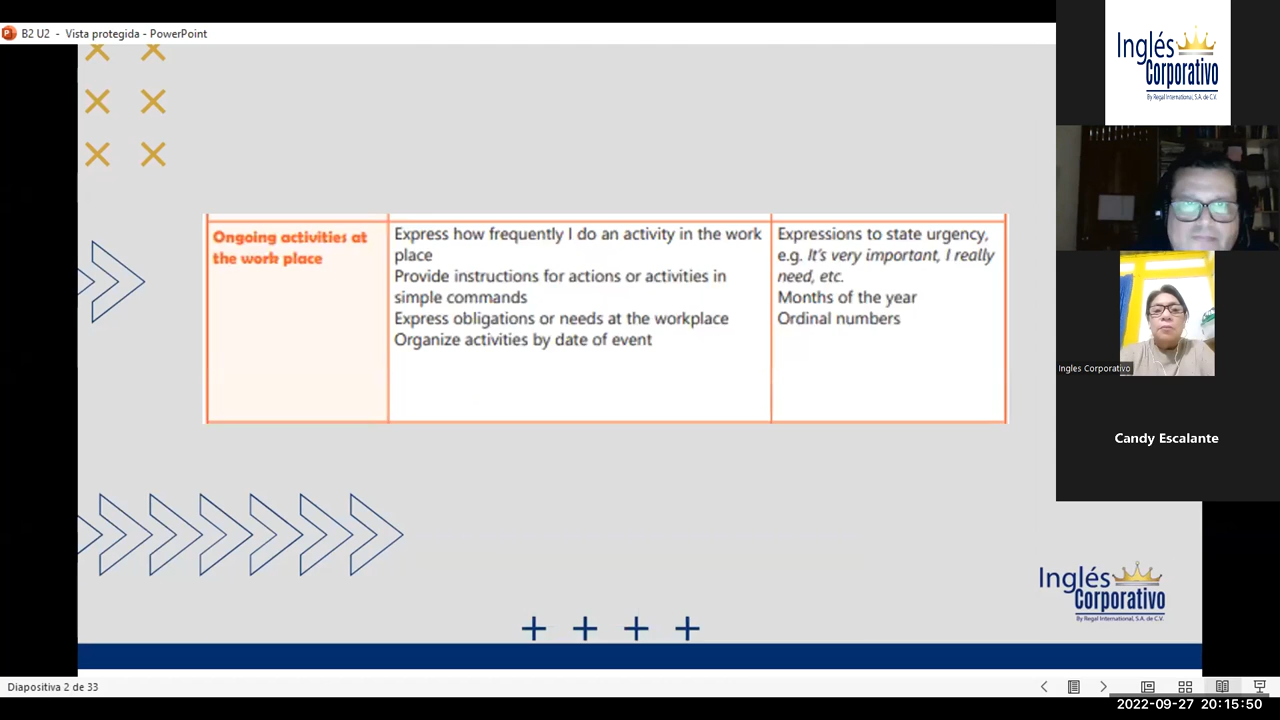 B2 U2 - Vista protegida - PowerPoint
Inglés
Corporativo
By Regal International, S.A. de C.V.
Ongoing activities at
the work place
Express how frequently I do an activity in the work
place
Provide instructions for actions or activities in
simple commands
Express obligations or needs at the workplace
Organize activities by date of event
Expressions to state urgency,
e.g. It's very important, I really
need, etc.
Months of the year
Ordinal numbers
Ingles Corporativo
Candy Escalante
Inglés
Corporativo
By Regal International, S.A. de C.V.
Diapositiva 2 de 33
2022-09-27 20:15:50